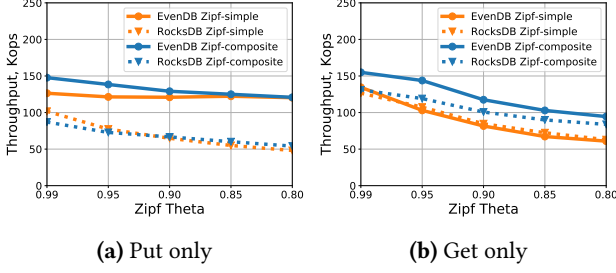 250
200
150
100
50
0
Throughput, Kops
EvenDB Zipf-simple
RocksDB Zipf-simple
EvenDB Zipf-composite
RocksDB Zipf-composite
0.99 0.95 0.90 0.85 0.80
Zipf Theta
(a) Put only
250
200
150
100
50
0
Throughput, Kops
EvenDB Zipf-simple
RocksDB Zipf-simple
EvenDB Zipf-composite
RocksDB Zipf-composite
0.99 0.95 0.90 0.85 0.80
Zipf Theta
(b) Get only